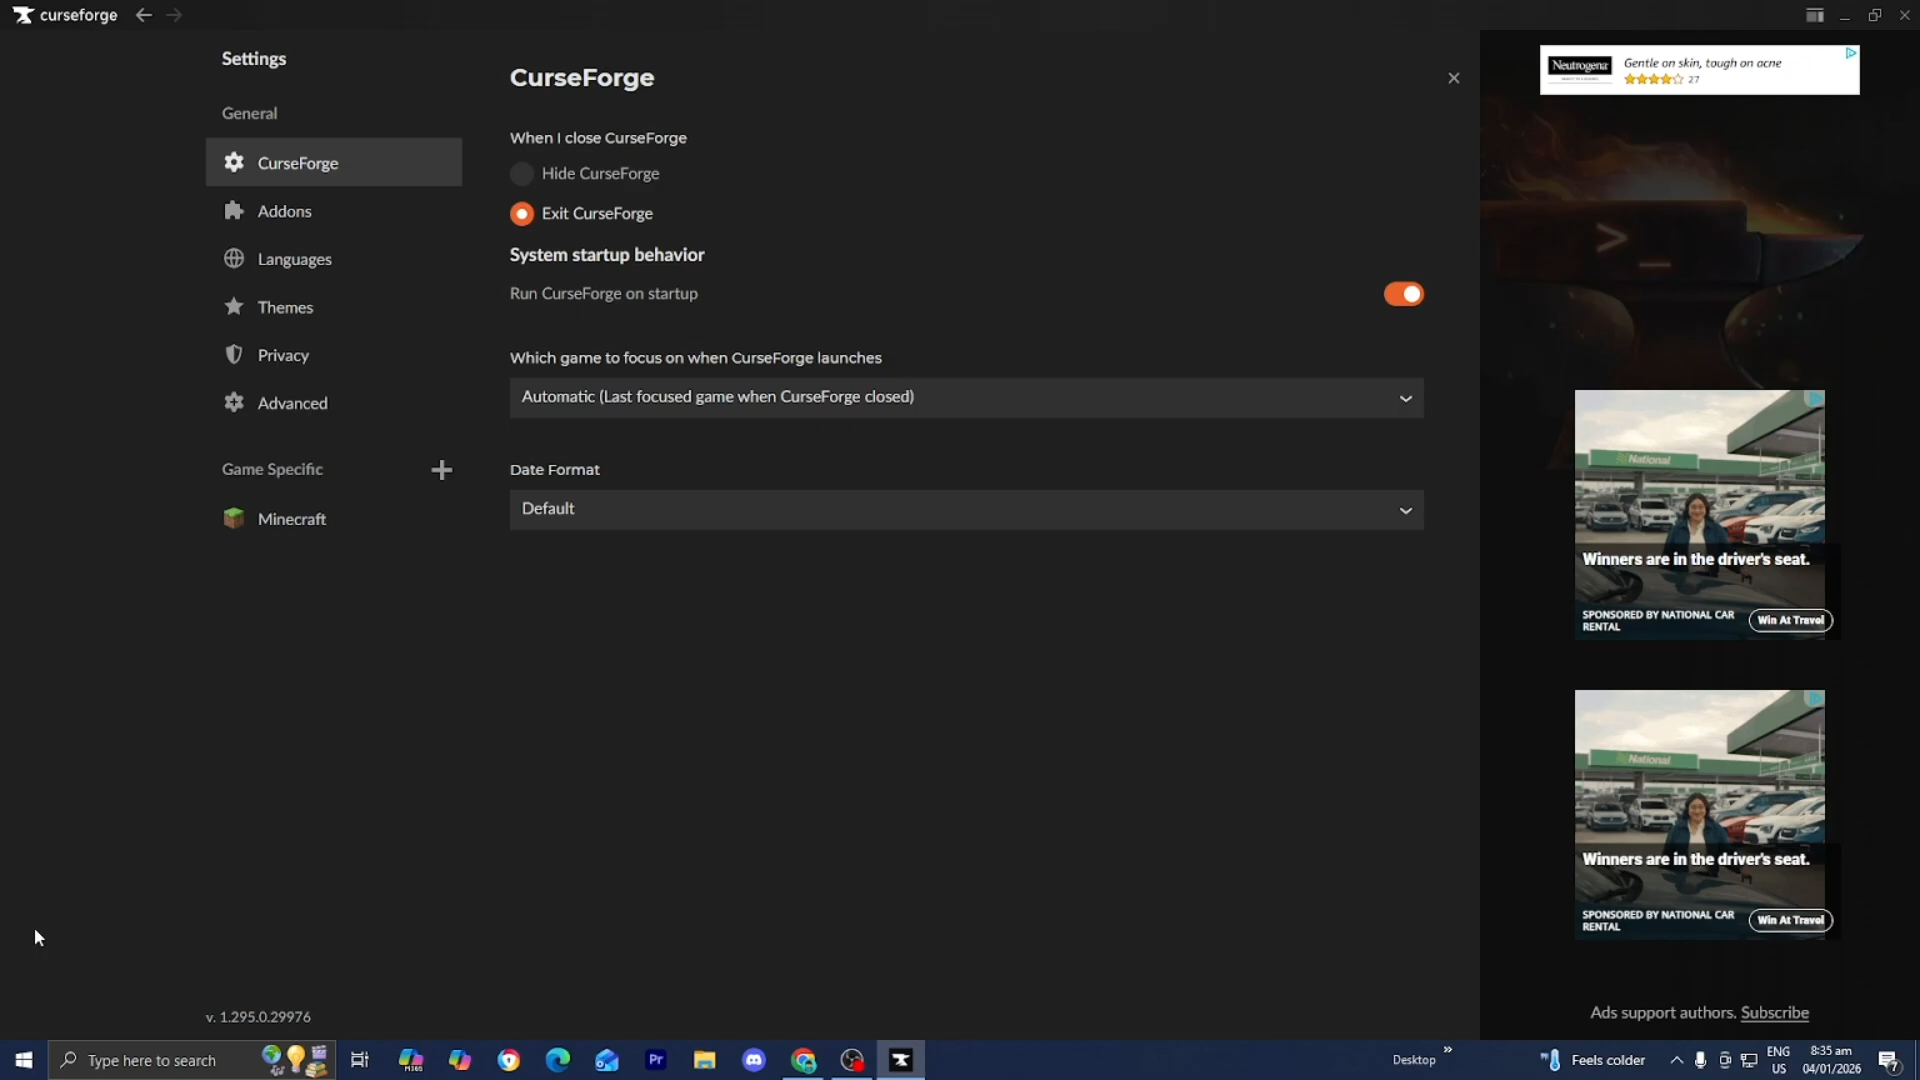 curseforge
Settings
General
CurseForge
Addons
Languages
Themes
Privacy
Advanced
Game Specific
Minecraft
v. 1.295.0.29976
CurseForge
When I close CurseForge
Hide CurseForge
Exit CurseForge
System startup behavior
Run CurseForge on startup
Which game to focus on when CurseForge launches
Automatic (Last focused game when CurseForge closed)
Date Format
Default
Neutrogena
Gentle on skin, tough on acne
27
>_
National
Winners are in the driver's seat.
SPONSORED BY NATIONAL CAR
RENTAL
Win At Travel
National
Winners are in the driver's seat.
SPONSORED BY NATIONAL CAR
RENTAL
Win At Travel
Ads support authors. Subscribe
Type here to search
M365
Pr
Desktop
Feels colder
ENG
US
8:35 am
04/01/2026
7